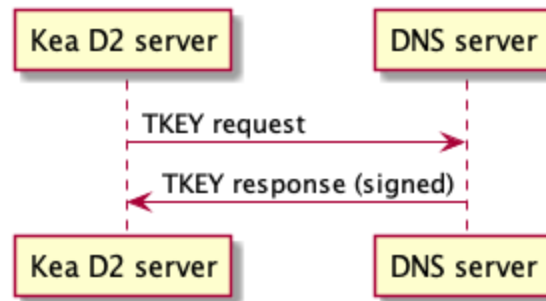 Kea D2 server
DNS server
TKEY request
TKEY response (signed)
Kea D2 server
DNS server